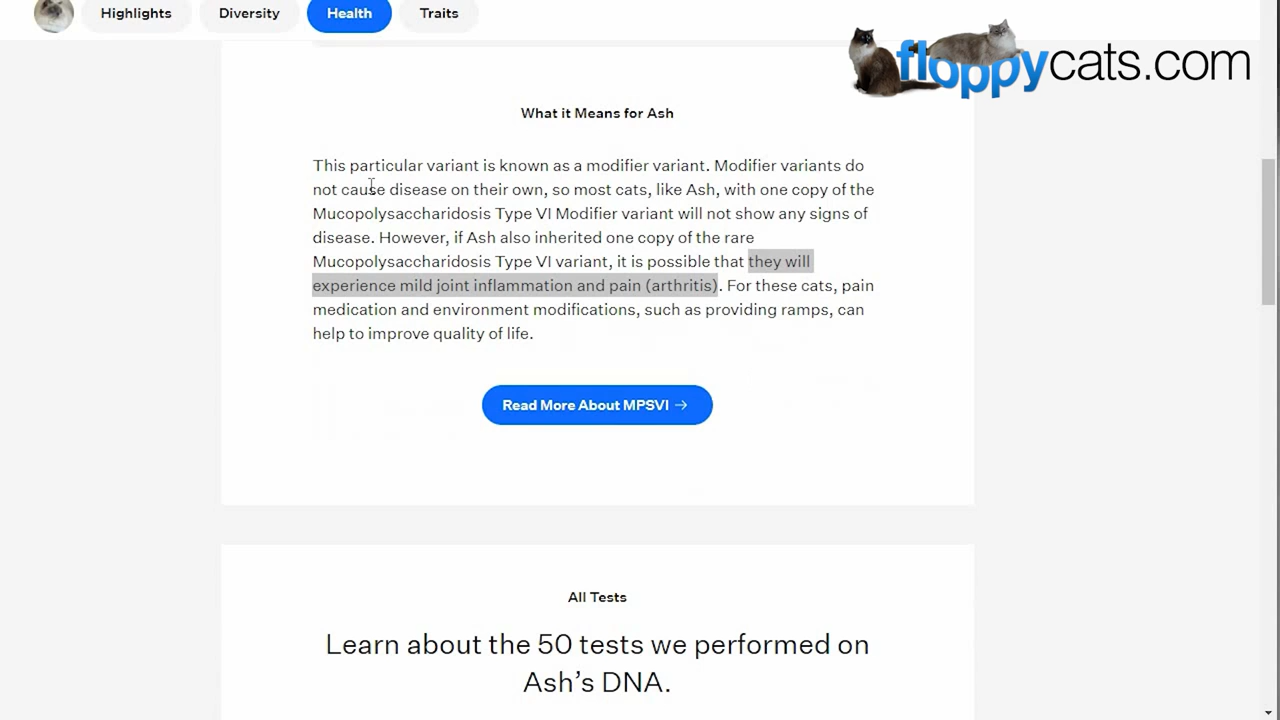 Highlights
Diversity
Health
Traits
floppycats.com
What it Means for Ash
This particular variant is known as a modifier variant. Modifier variants do
not cause disease on their own, so most cats, like Ash, with one copy of the
Mucopolysaccharidosis Type VI Modifier variant will not show any signs of
disease. However, if Ash also inherited one copy of the rare
Mucopolysaccharidosis Type VI variant, it is possible that they will
experience mild joint inflammation and pain (arthritis). For these cats, pain
medication and environment modifications, such as providing ramps, can
help to improve quality of life.
Read More About MPSVI →
All Tests
Learn about the 50 tests we performed on
Ash’s DNA.